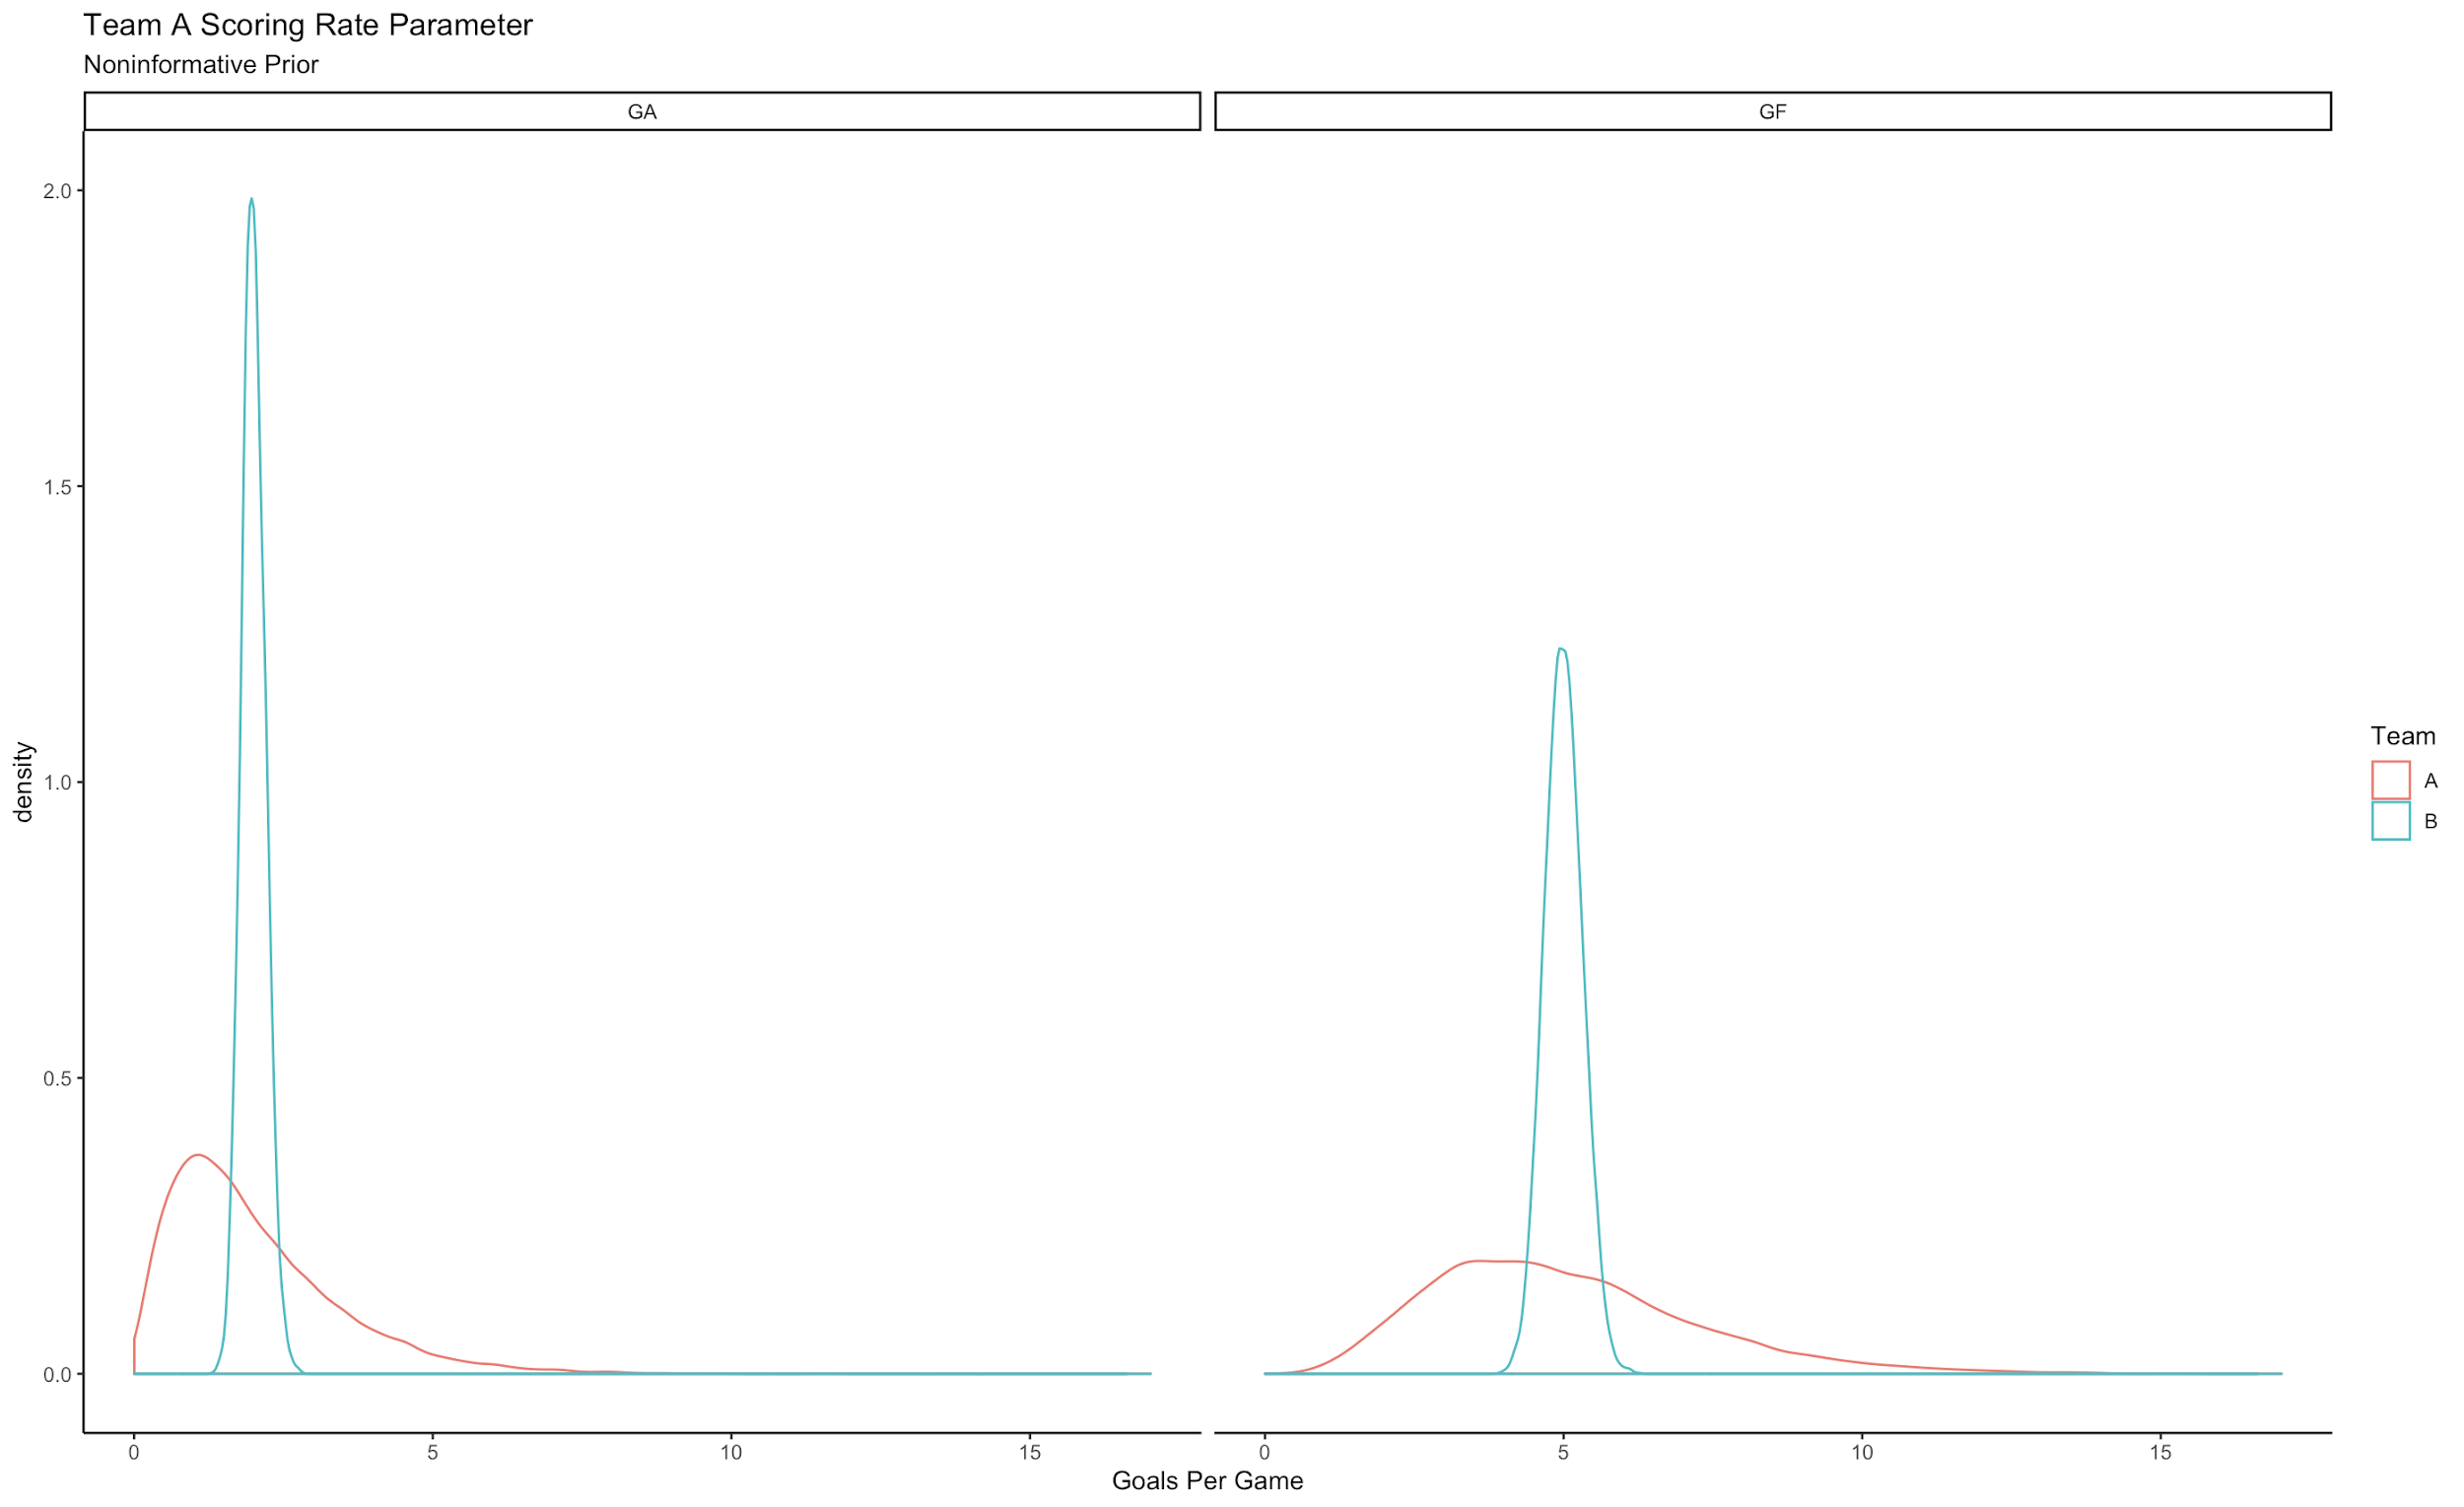 Team A Scoring Rate Parameter
Noninformative Prior
GA
GF
2.0
1.5
1.0
0.5
0.0
density
0
5
10
15
0
5
10
15
Goals Per Game
Team
A
B